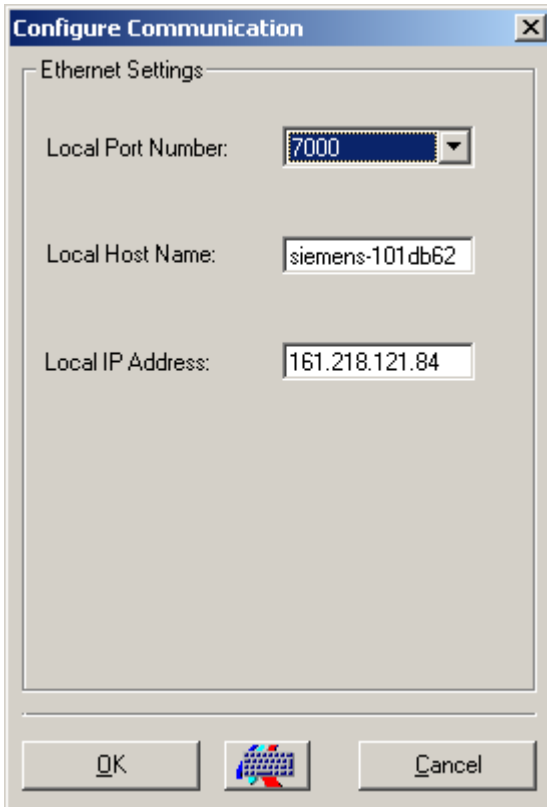 Configure Communication
Ethernet Settings
Local Port Number: 7000
Local Host Name: siemens-101db62
Local IP Address: 161.218.121.84
OK Cancel